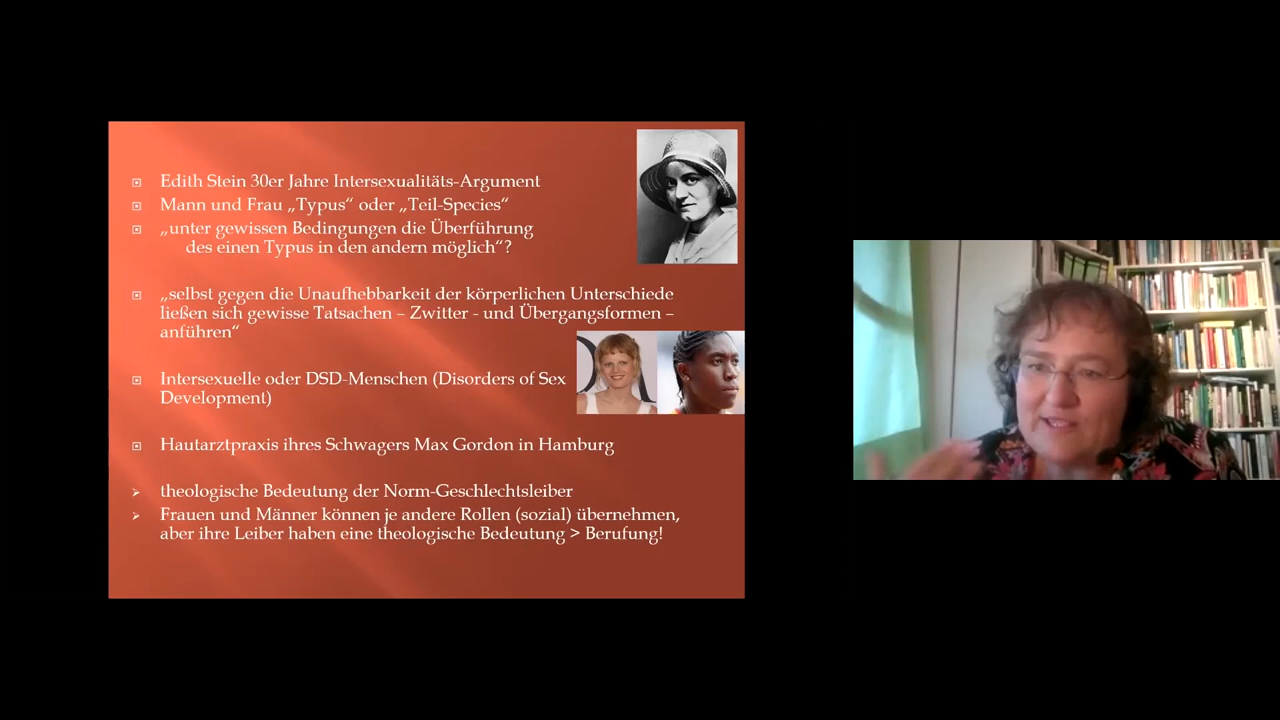 Edith Stein 30er Jahre Intersexualitäts-Argument
Mann und Frau „Typus“ oder „Teil-Species“
„unter gewissen Bedingungen die Überführung
des einen Typus in den andern möglich“?
„selbst gegen die Unaufhebbarkeit der körperlichen Unterschiede
ließen sich gewisse Tatsachen – Zwitter - und Übergangsformen –
anführen“
Intersexuelle oder DSD-Menschen (Disorders of Sex
Development)
Hautarztpraxis ihres Schwagers Max Gordon in Hamburg
theologische Bedeutung der Norm-Geschlechtsleiber
Frauen und Männer können je andere Rollen (sozial) übernehmen,
aber ihre Leiber haben eine theologische Bedeutung > Berufung!